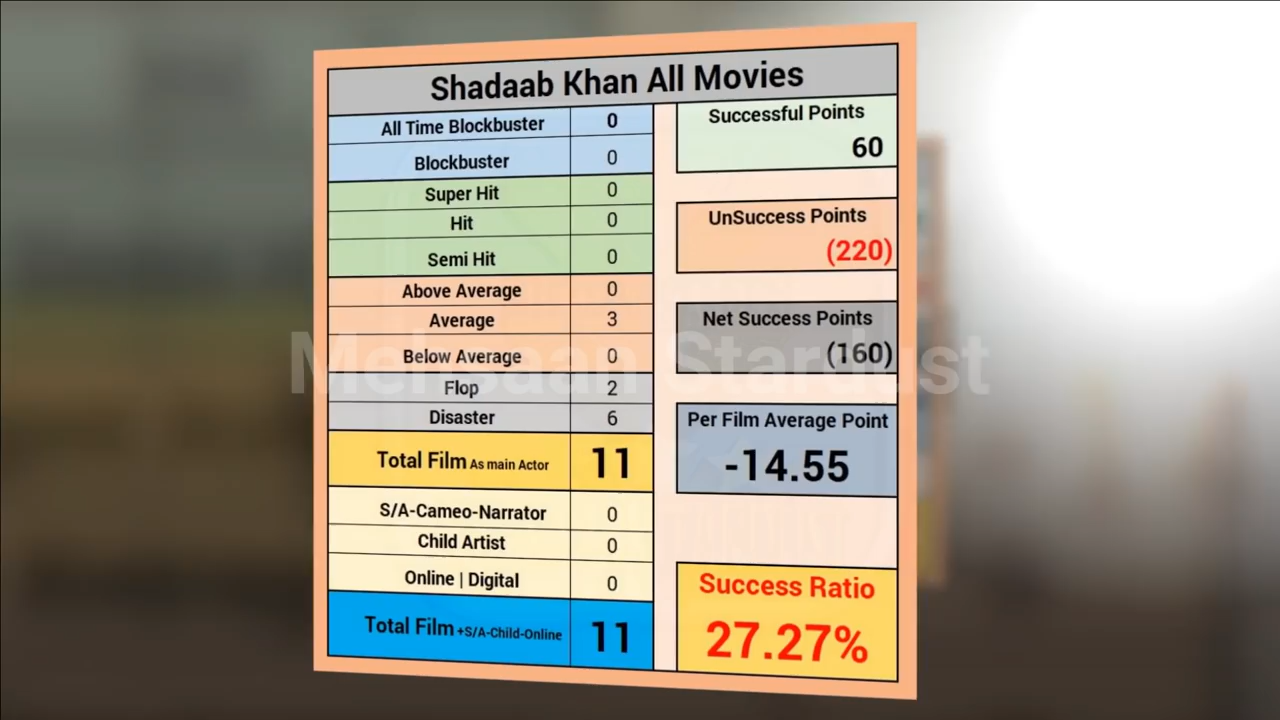 Shadaab Khan All Movies
All Time Blockbuster 0
Blockbuster 0
Super Hit 0
Hit 0
Semi Hit 0
Above Average 0
Average 3
Below Average 0
Flop 2
Disaster 6
Total Film As main Actor 11
S/A-Cameo-Narrator 0
Child Artist 0
Online | Digital 0
Total Film +S/A-Child-Online 11
Successful Points
60
UnSuccess Points
(220)
Net Success Points
(160)
Per Film Average Point
-14.55
Success Ratio
27.27%
Mehsaan Stardust